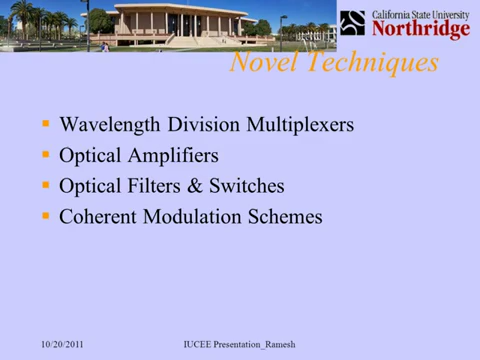 California State University
Northridge
Novel Techniques
Wavelength Division Multiplexers
Optical Amplifiers
Optical Filters & Switches
Coherent Modulation Schemes
10/20/2011
IUCEE Presentation_Ramesh